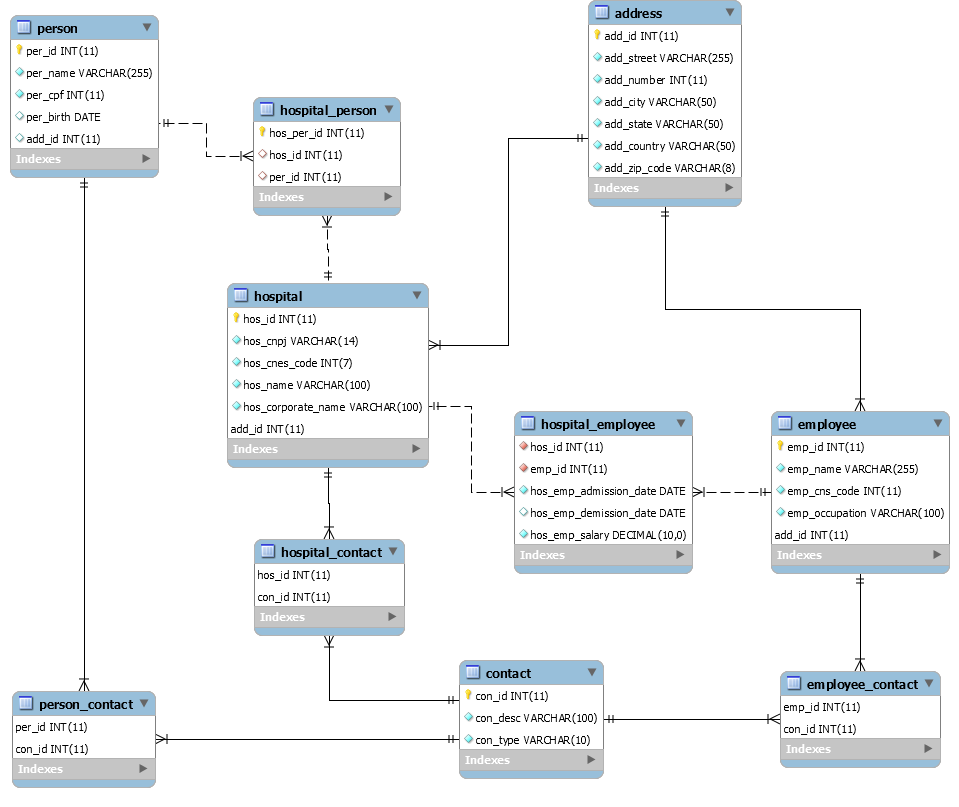 person
per_id INT(11)
per_name VARCHAR(255)
per_cpf INT(11)
per_birth DATE
add_id INT(11)
Indexes
hospital_person
hos_per_id INT(11)
hos_id INT(11)
per_id INT(11)
Indexes
address
add_id INT(11)
add_street VARCHAR(255)
add_number INT(11)
add_city VARCHAR(50)
add_state VARCHAR(50)
add_country VARCHAR(50)
add_zip_code VARCHAR(8)
Indexes
hospital
hos_id INT(11)
hos_cnpj VARCHAR(14)
hos_cnes_code INT(7)
hos_name VARCHAR(100)
hos_corporate_name VARCHAR(100)
add_id INT(11)
Indexes
hospital_employee
hos_id INT(11)
emp_id INT(11)
hos_emp_admission_date DATE
hos_emp_demission_date DATE
hos_emp_salary DECIMAL(10,0)
Indexes
employee
emp_id INT(11)
emp_name VARCHAR(255)
emp_cns_code INT(11)
emp_occupation VARCHAR(100)
add_id INT(11)
Indexes
hospital_contact
hos_id INT(11)
con_id INT(11)
Indexes
person_contact
per_id INT(11)
con_id INT(11)
Indexes
contact
con_id INT(11)
con_desc VARCHAR(100)
con_type VARCHAR(10)
Indexes
employee_contact
emp_id INT(11)
con_id INT(11)
Indexes